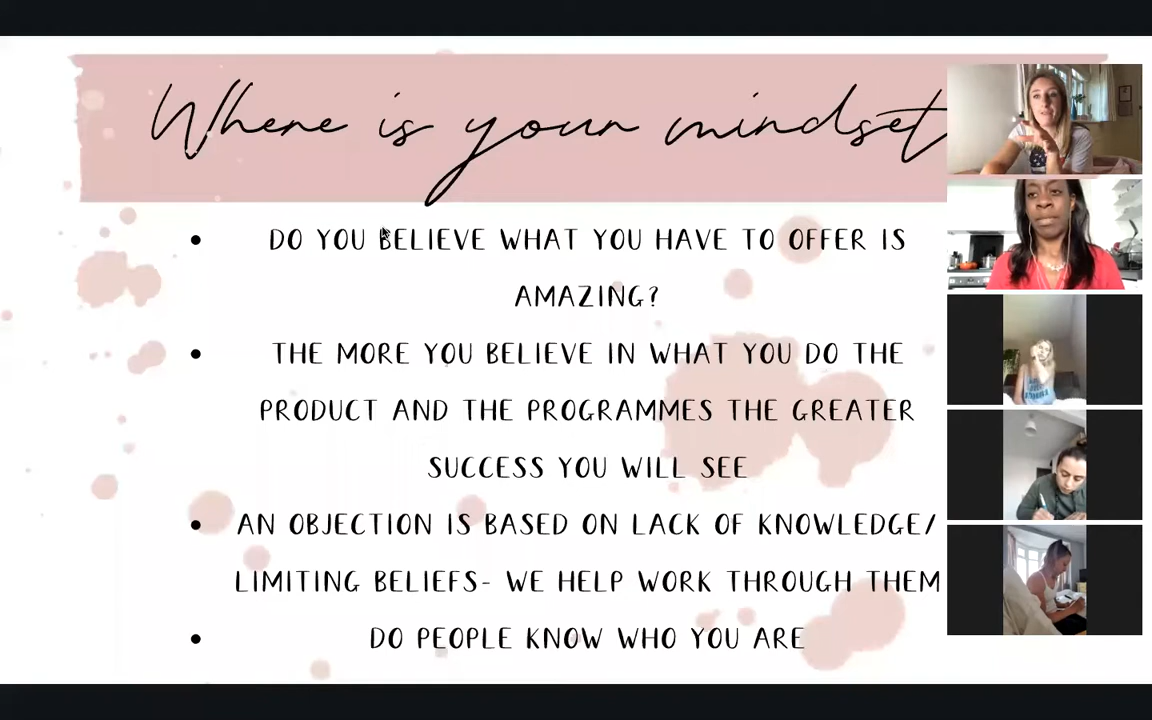 Where is your mindset
• DO YOU BELIEVE WHAT YOU HAVE TO OFFER IS
AMAZING?
• THE MORE YOU BELIEVE IN WHAT YOU DO THE
PRODUCT AND THE PROGRAMMES THE GREATER
SUCCESS YOU WILL SEE
• AN OBJECTION IS BASED ON LACK OF KNOWLEDGE/
LIMITING BELIEFS- WE HELP WORK THROUGH THEM
• DO PEOPLE KNOW WHO YOU ARE